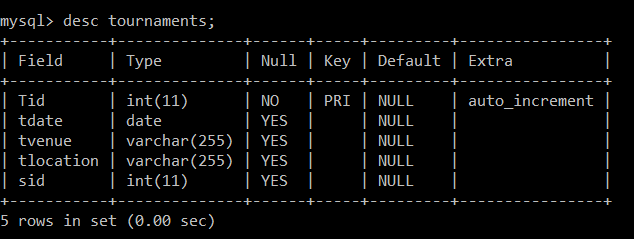 mysql> desc tournaments;
+-----------+--------------+------+-----+---------+----------------+
| Field     | Type         | Null | Key | Default | Extra          |
+-----------+--------------+------+-----+---------+----------------+
| Tid       | int(11)      | NO   | PRI | NULL    | auto_increment |
| tdate     | date         | YES  |     | NULL    |                |
| tvenue    | varchar(255) | YES  |     | NULL    |                |
| tlocation | varchar(255) | YES  |     | NULL    |                |
| sid       | int(11)      | YES  |     | NULL    |                |
+-----------+--------------+------+-----+---------+----------------+
5 rows in set (0.00 sec)